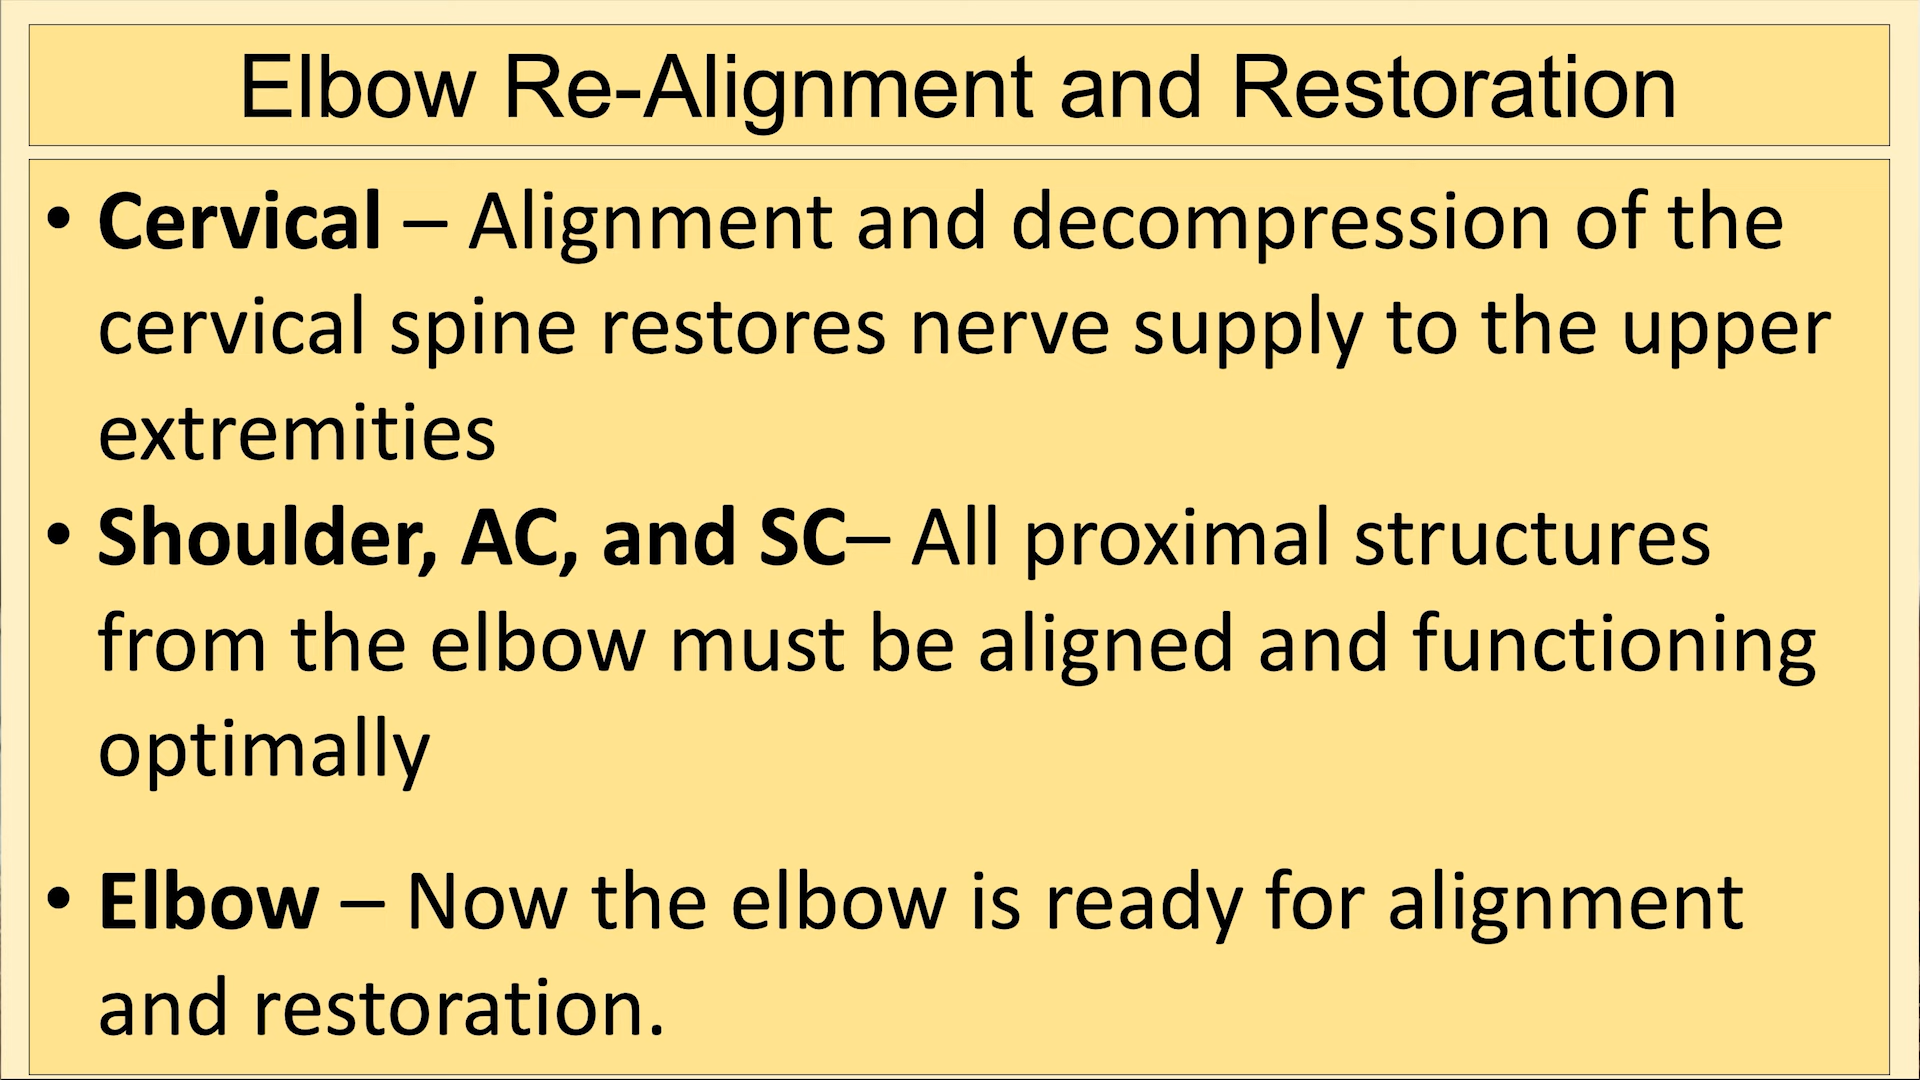 Elbow Re-Alignment and Restoration
• Cervical – Alignment and decompression of the
cervical spine restores nerve supply to the upper
extremities
• Shoulder, AC, and SC– All proximal structures
from the elbow must be aligned and functioning
optimally
• Elbow – Now the elbow is ready for alignment
and restoration.